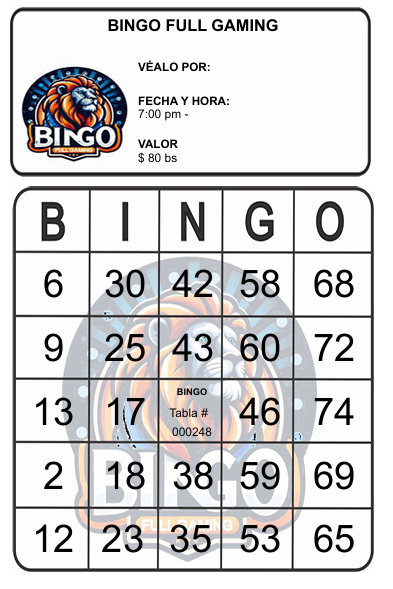 BINGO FULL GAMING
VÉALO POR:
FECHA Y HORA:
7:00 pm -
VALOR
$ 80 bs
BINGO
FULL GAMING
B I N G O
6 30 42 58 68
9 25 43 60 72
13 17 BINGO 46 74
Tabla #
000248
2 18 38 59 69
12 23 35 53 65
BINGO
FULL GAMING